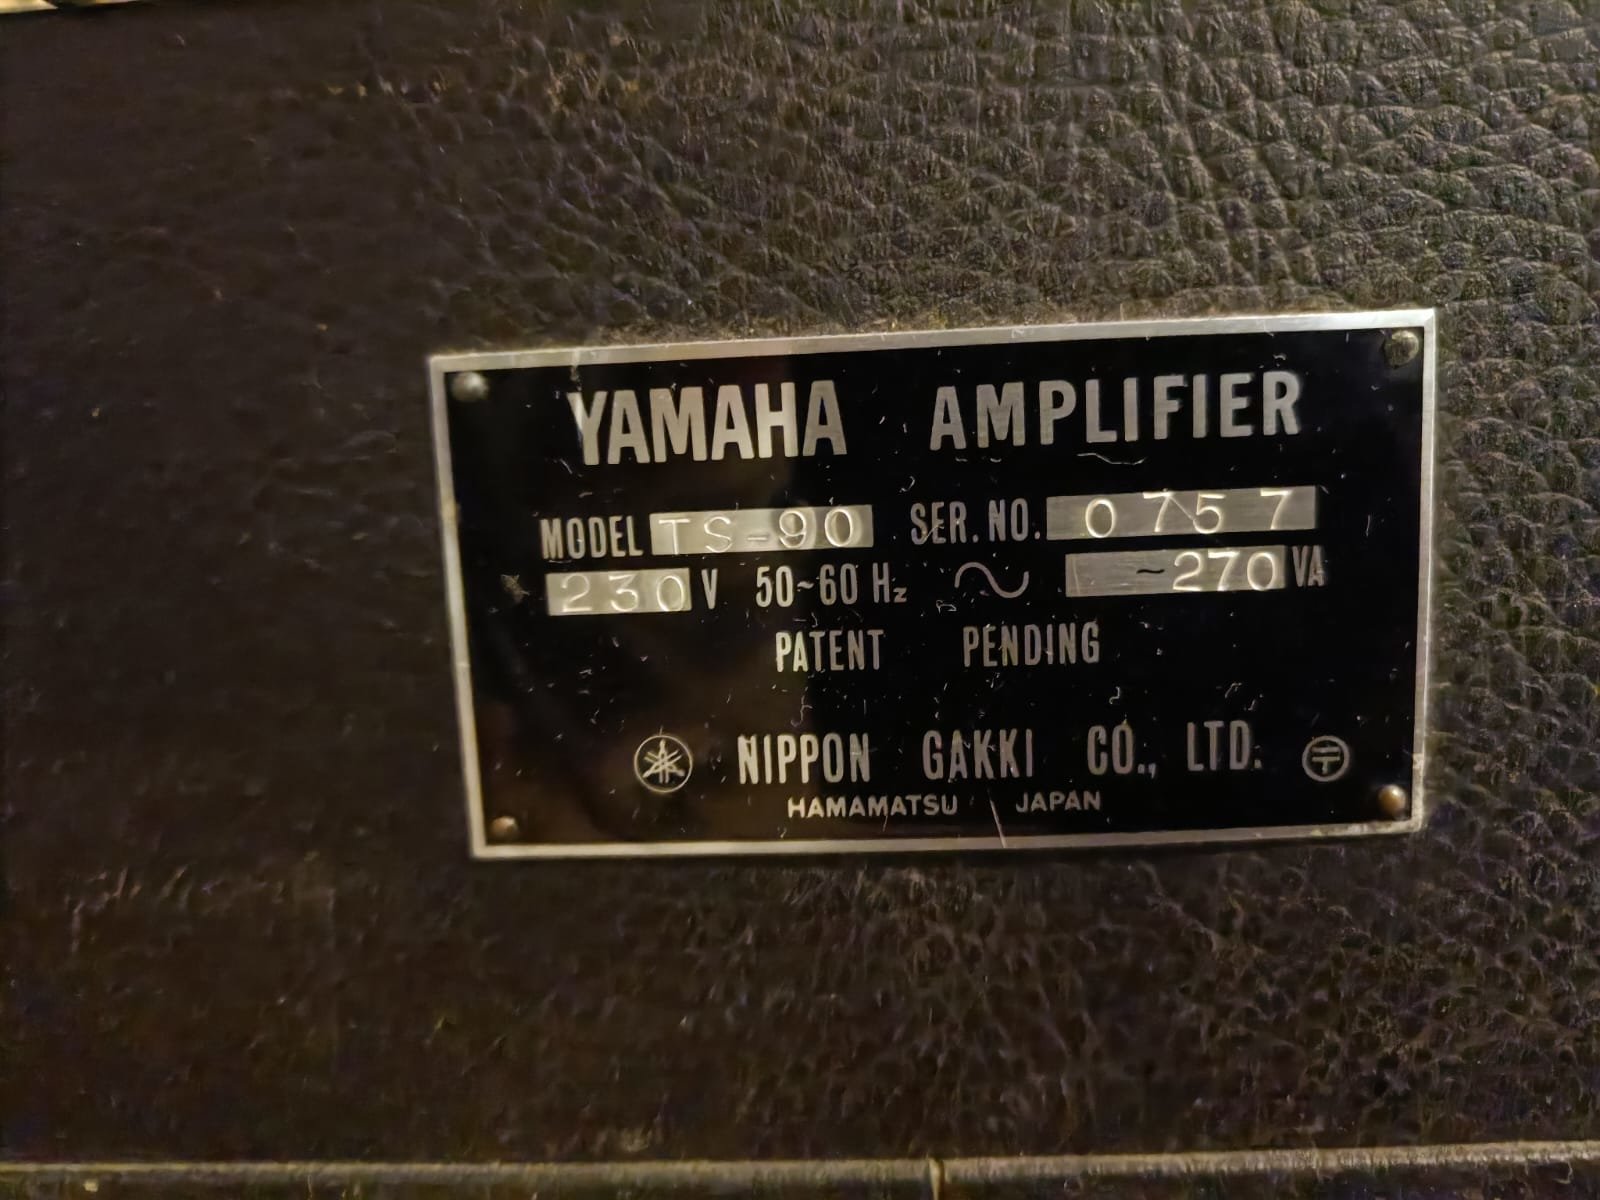 YAMAHA AMPLIFIER
MODEL TS-90 SER. NO. 0757
230 V 50~60 Hz ~270 VA
PATENT PENDING
NIPPON GAKKI CO., LTD.
HAMAMATSU JAPAN